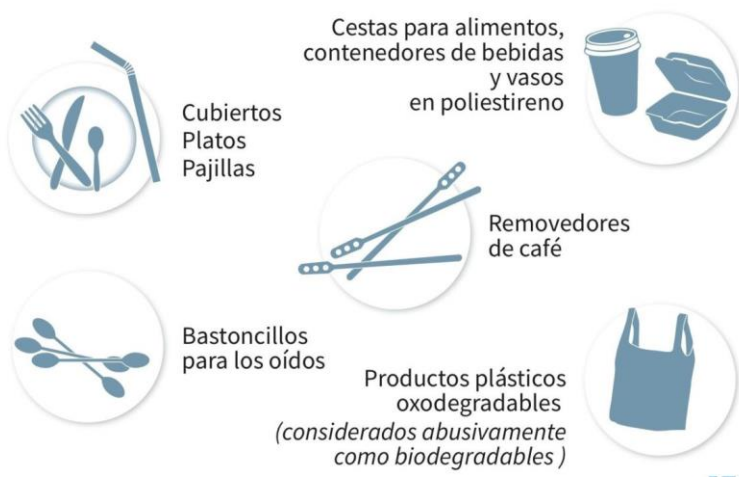 Cestas para alimentos,
contenedores de bebidas
y vasos
en poliestireno
Cubiertos
Platos
Pajillas
Removedores
de café
Bastoncillos
para los oídos
Productos plásticos
oxodegradables
(considerados abusivamente
como biodegradables )